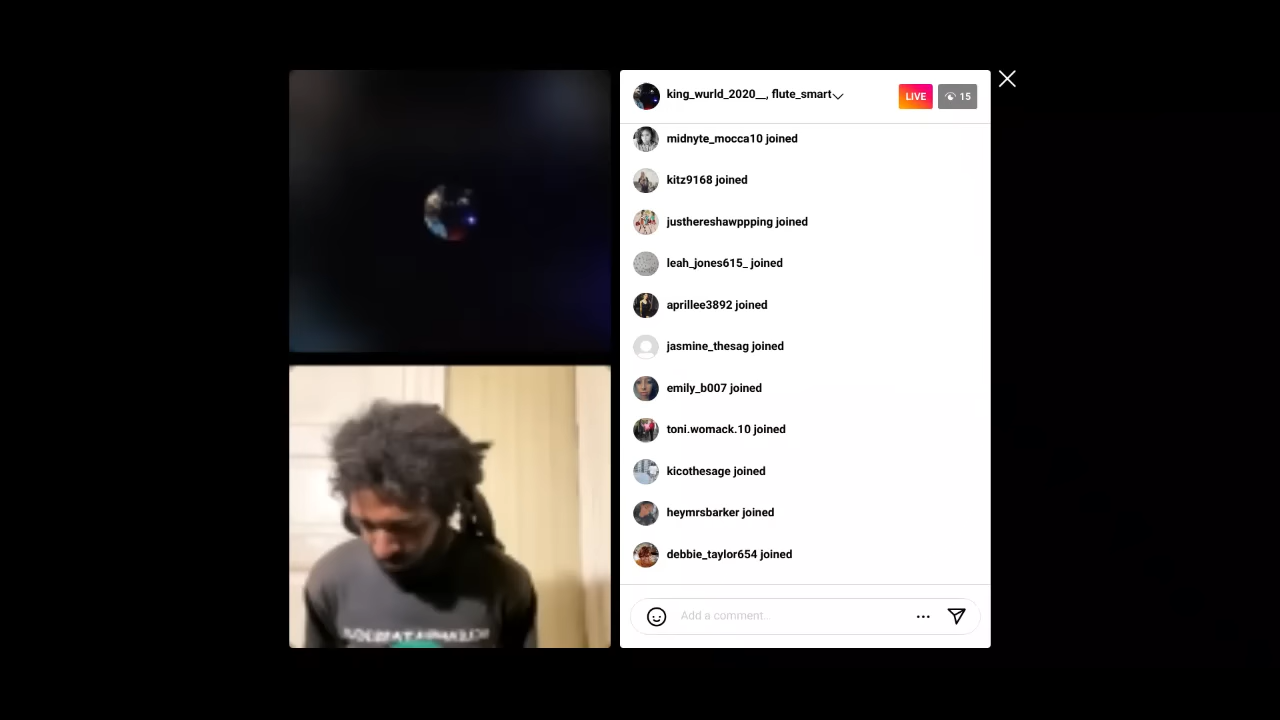 king_wurld_2020__, flute_smart
LIVE
15
midnyte_mocca10 joined
kitz9168 joined
justhereshawppping joined
leah_jones615_ joined
aprillee3892 joined
jasmine_thesag joined
emily_b007 joined
toni.womack.10 joined
kicothesage joined
heymrsbarker joined
debbie_taylor654 joined
Add a comment...